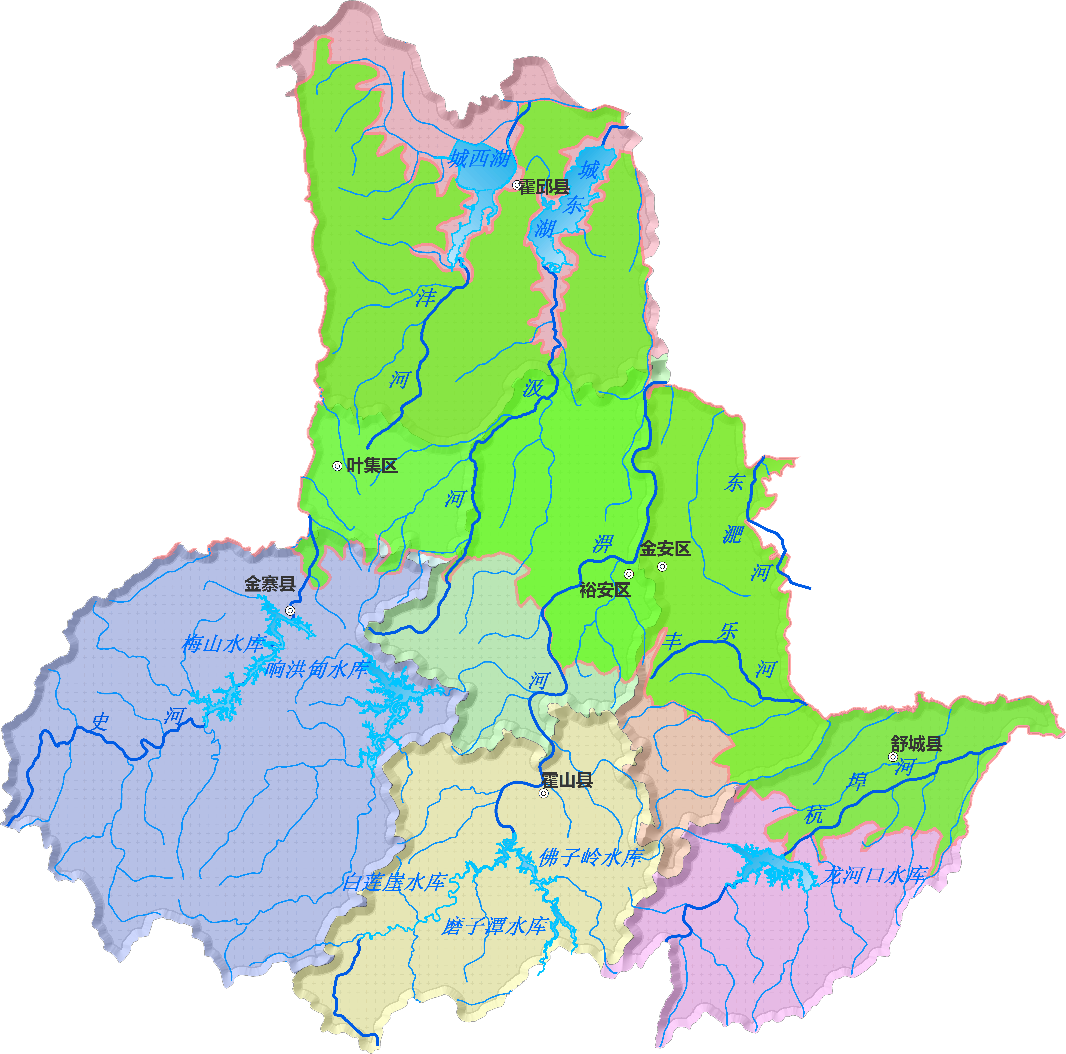 城西湖
城东湖
霍邱县
沣河
汲河
叶集区
东淝河
淠河
金安区
裕安区
金寨县
梅山水库
响洪甸水库
丰乐河
史河
舒城县
杭埠河
霍山县
佛子岭水库
白莲崖水库
龙河口水库
磨子潭水库